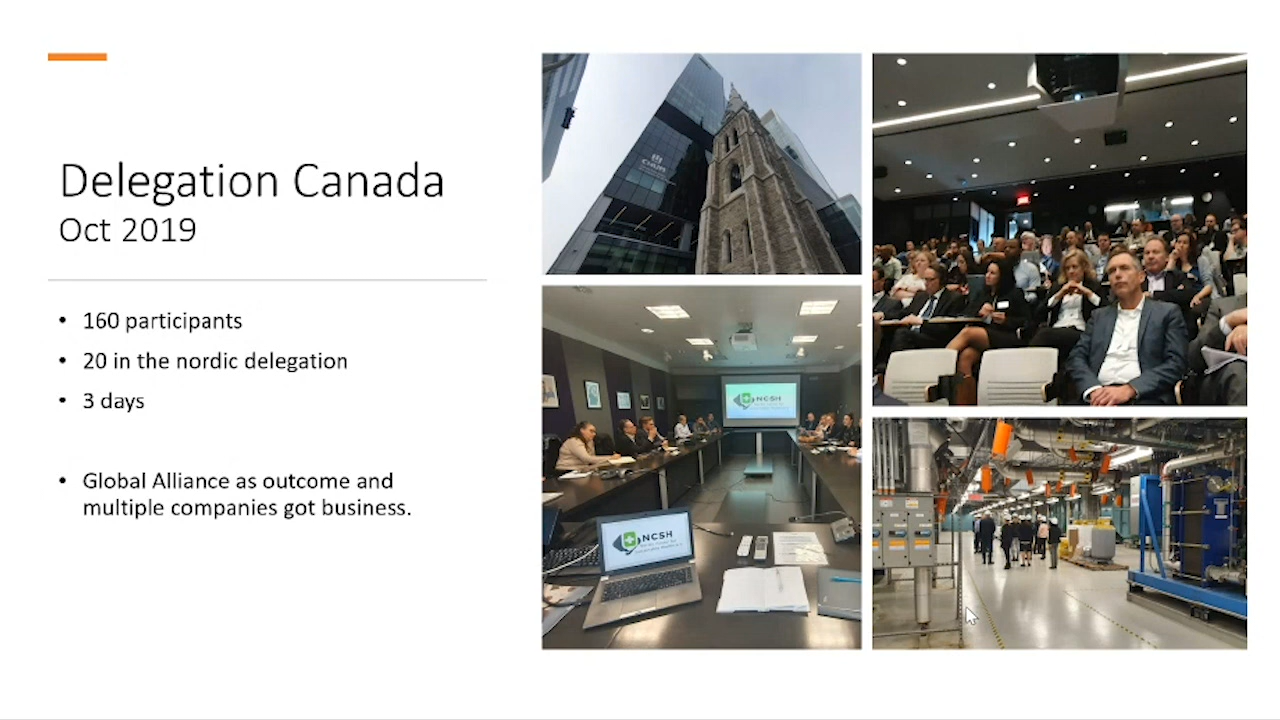 Delegation Canada
Oct 2019
• 160 participants
• 20 in the nordic delegation
• 3 days
• Global Alliance as outcome and
multiple companies got business.
CHUM
NCSH
NCSH